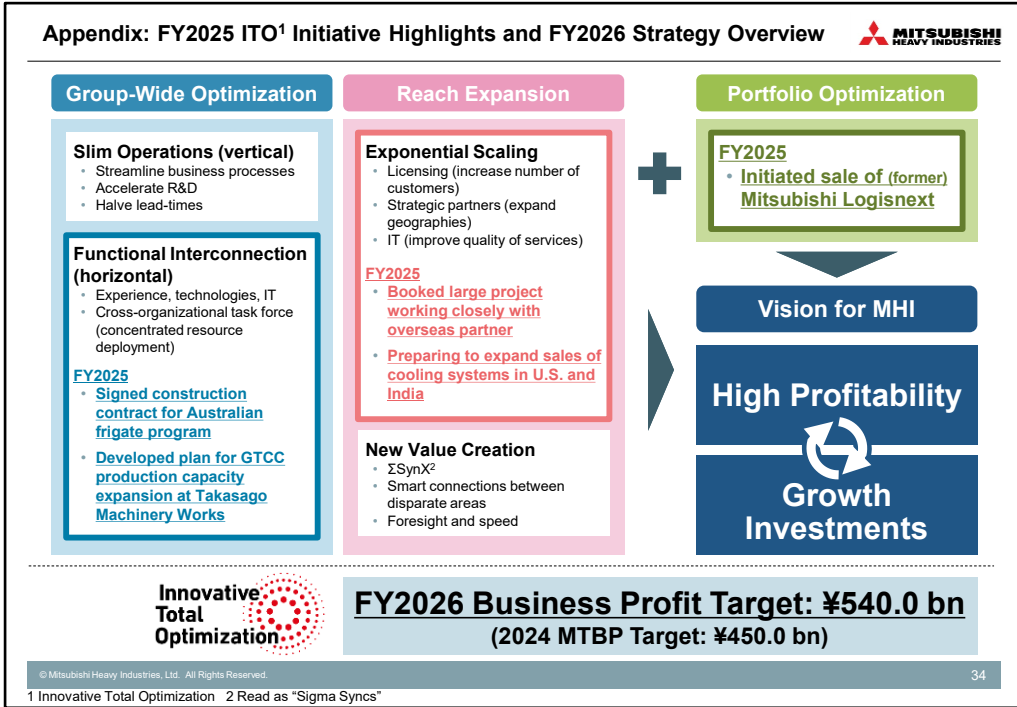 Appendix: FY2025 ITO¹ Initiative Highlights and FY2026 Strategy Overview
MITSUBISHI
HEAVY INDUSTRIES
Group-Wide Optimization
Slim Operations (vertical)
• Streamline business processes
• Accelerate R&D
• Halve lead-times
Functional Interconnection
(horizontal)
• Experience, technologies, IT
• Cross-organizational task force
(concentrated resource
deployment)
FY2025
• Signed construction
contract for Australian
frigate program
• Developed plan for GTCC
production capacity
expansion at Takasago
Machinery Works
Reach Expansion
Exponential Scaling
• Licensing (increase number of
customers)
• Strategic partners (expand
geographies)
• IT (improve quality of services)
FY2025
• Booked large project
working closely with
overseas partner
• Preparing to expand sales of
cooling systems in U.S. and
India
New Value Creation
• ΣSynX²
• Smart connections between
disparate areas
• Foresight and speed
Portfolio Optimization
FY2025
• Initiated sale of (former)
Mitsubishi Logisnext
Vision for MHI
High Profitability
Growth
Investments
Innovative
Total
Optimization
FY2026 Business Profit Target: ¥540.0 bn
(2024 MTBP Target: ¥450.0 bn)
© Mitsubishi Heavy Industries, Ltd. All Rights Reserved.
34
1 Innovative Total Optimization 2 Read as “Sigma Syncs”